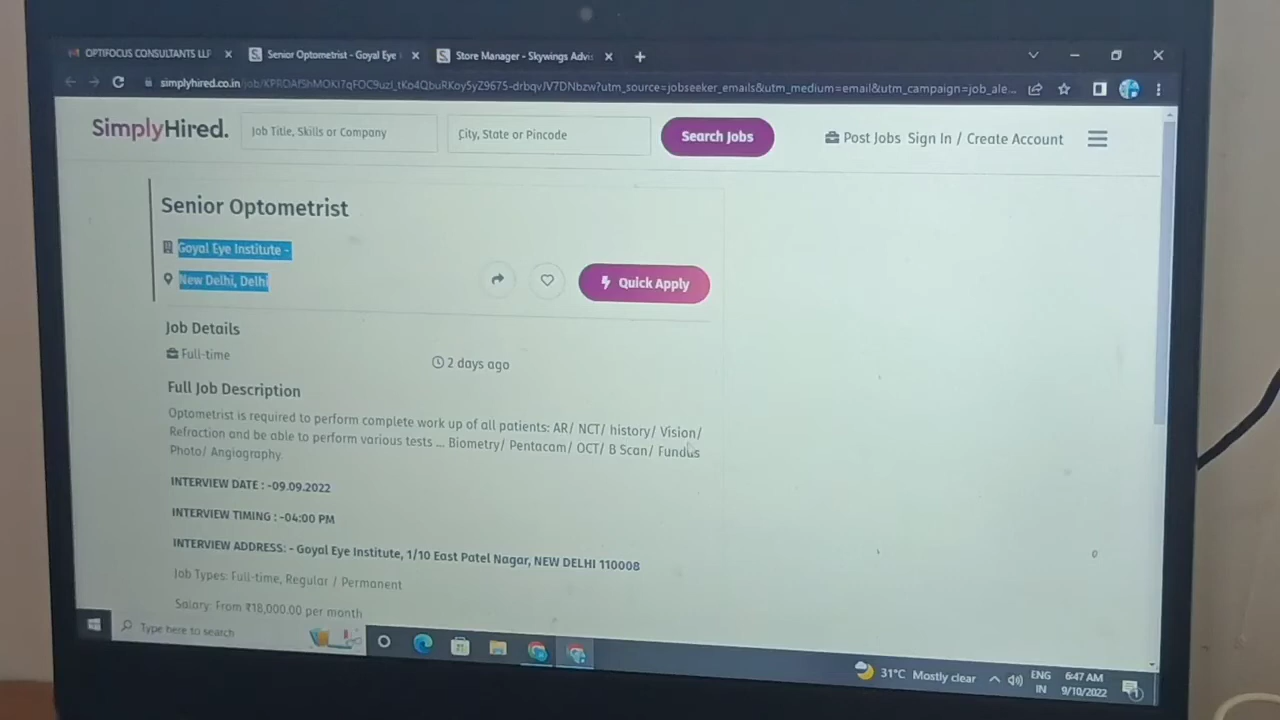 OPTIFOCUS CONSULTANTS LLP
Senior Optometrist - Goyal Eye
Store Manager - Skywings Advis
simplyhired.co.in
SimplyHired.
Job Title, Skills or Company
City, State or Pincode
Search Jobs
Post Jobs
Sign In / Create Account
Senior Optometrist
Goyal Eye Institute -
New Delhi, Delhi
Quick Apply
Job Details
Full-time
2 days ago
Full Job Description
Optometrist is required to perform complete work up of all patients: AR/ NCT/ history/ Vision/
Refraction and be able to perform various tests ... Biometry/ Pentacam/ OCT/ B Scan/ Fundus
Photo/ Angiography.
INTERVIEW DATE : -09.09.2022
INTERVIEW TIMING : -04:00 PM
INTERVIEW ADDRESS: - Goyal Eye Institute, 1/10 East Patel Nagar, NEW DELHI 110008
Job Types: Full-time, Regular / Permanent
Salary: From ₹18,000.00 per month
Type here to search
31°C Mostly clear
ENG
IN
6:47 AM
9/10/2022